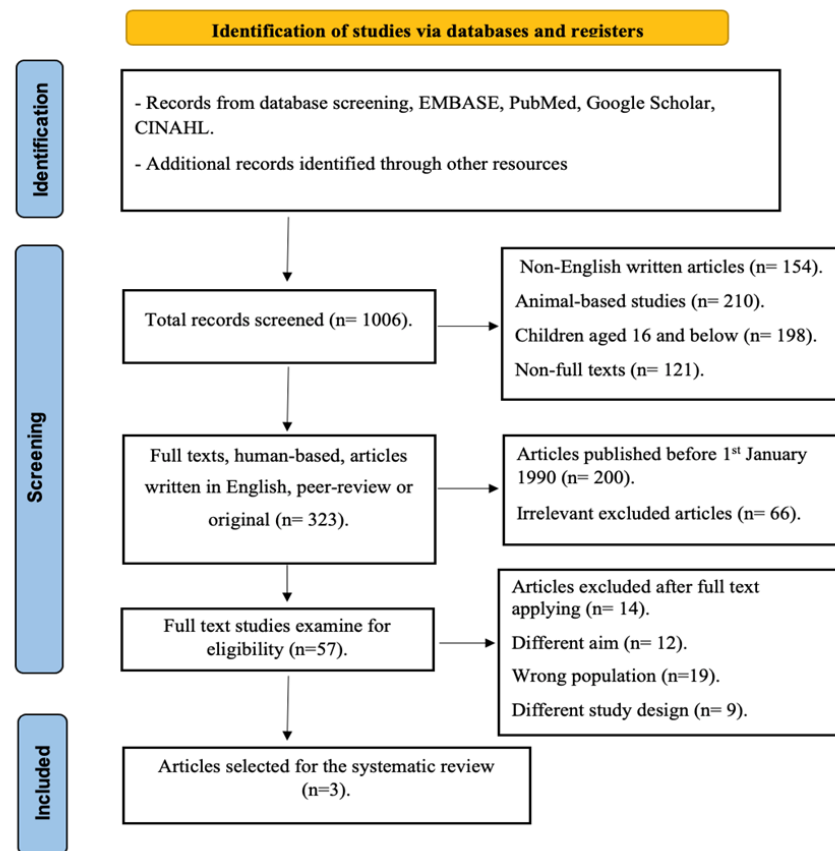 Identification of studies via databases and registers
Identification
- Records from database screening, EMBASE, PubMed, Google Scholar,
CINAHL.
- Additional records identified through other resources
Screening
Total records screened (n= 1006).
Non-English written articles (n= 154).
Animal-based studies (n= 210).
Children aged 16 and below (n= 198).
Non-full texts (n= 121).
Full texts, human-based, articles
written in English, peer-review or
original (n= 323).
Articles published before 1st January
1990 (n= 200).
Irrelevant excluded articles (n= 66).
Full text studies examine for
eligibility (n=57).
Articles excluded after full text
applying (n= 14).
Different aim (n= 12).
Wrong population (n=19).
Different study design (n= 9).
Included
Articles selected for the systematic review
(n=3).